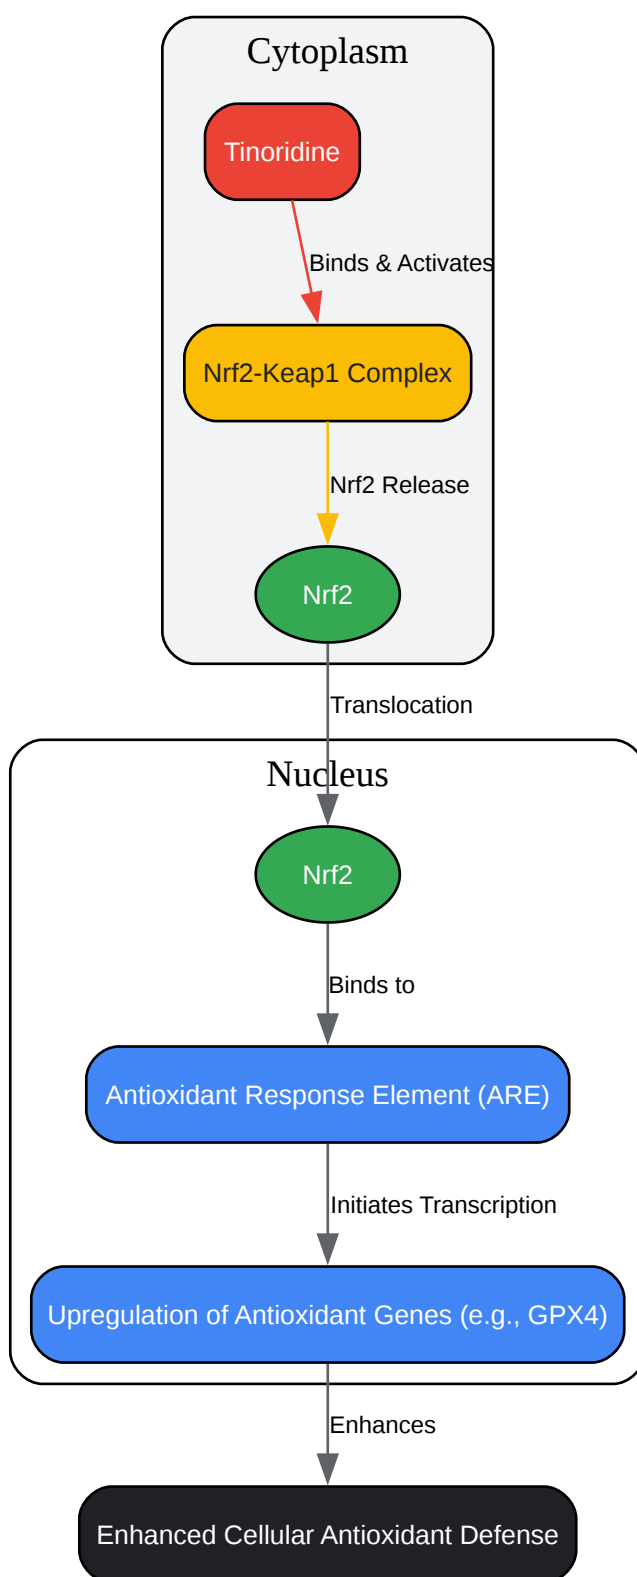 Cytoplasm
Tinoridine
Binds & Activates
Nrf2-Keap1 Complex
Nrf2 Release
Nrf2
Translocation
Nucleus
Nrf2
Binds to
Antioxidant Response Element (ARE)
Initiates Transcription
Upregulation of Antioxidant Genes (e.g., GPX4)
Enhances
Enhanced Cellular Antioxidant Defense